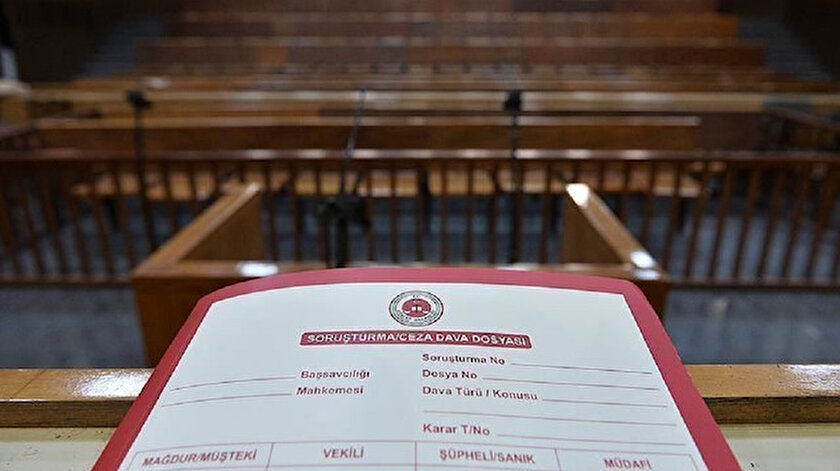 SORUŞTURMA/CEZA DAVA DOSYASI
Soruşturma No
Başsavcılığı
Dosya No
Mahkemesi
Dava Türü / Konusu
Karar T/No
MAĞDUR/MÜŞTEKİ VEKİLİ ŞÜPHELİ/SANIK MÜDAFİ